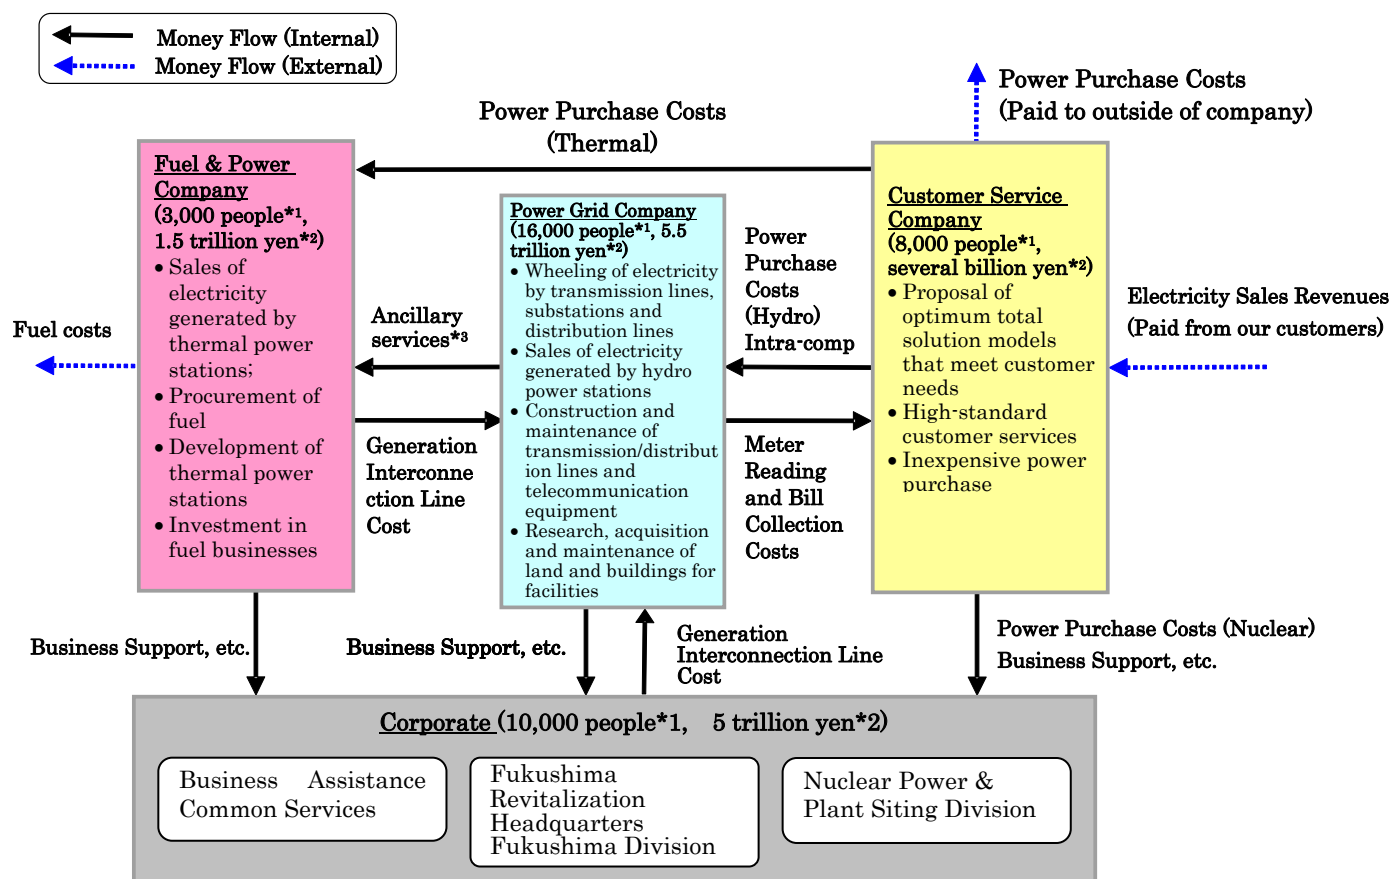 Money Flow (Internal)
Money Flow (External)
Power Purchase Costs
(Paid to outside of company)
Power Purchase Costs
(Thermal)
Fuel & Power
Company
(3,000 people*1,
1.5 trillion yen*2)
• Sales of
electricity
generated by
thermal power
stations;
• Procurement of
fuel
• Development of
thermal power
stations
• Investment in
fuel businesses
Fuel costs
Ancillary
services*3
Generation
Interconne
ction Line
Cost
Power Grid Company
(16,000 people*1, 5.5
trillion yen*2)
• Wheeling of electricity
by transmission lines,
substations and
distribution lines
• Sales of electricity
generated by hydro
power stations
• Construction and
maintenance of
transmission/distribut
ion lines and
telecommunication
equipment
• Research, acquisition
and maintenance of
land and buildings for
facilities
Power
Purchase
Costs
(Hydro)
Intra-comp
Meter
Reading
and Bill
Collection
Costs
Customer Service
Company
(8,000 people*1,
several billion yen*2)
• Proposal of
optimum total
solution models
that meet customer
needs
• High-standard
customer services
• Inexpensive power
purchase
Electricity Sales Revenues
(Paid from our customers)
Business Support, etc.
Business Support, etc.
Generation
Interconnection Line
Cost
Power Purchase Costs (Nuclear)
Business Support, etc.
Corporate (10,000 people*1, 5 trillion yen*2)
Business Assistance
Common Services
Fukushima
Revitalization
Headquarters
Fukushima Division
Nuclear Power &
Plant Siting Division